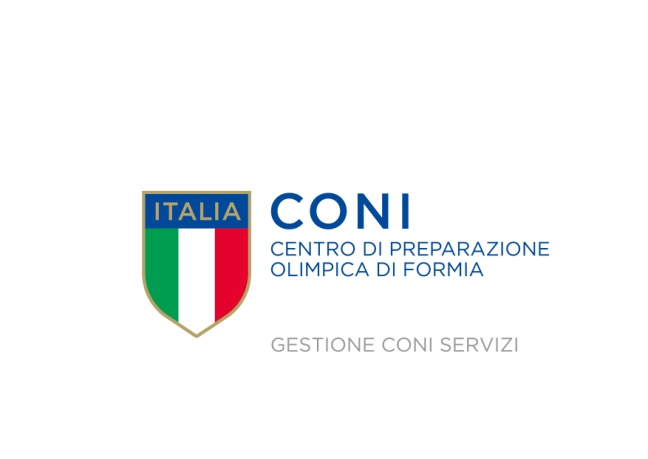 ITALIA
CONI
CENTRO DI PREPARAZIONE
OLIMPICA DI FORMIA
GESTIONE CONI SERVIZI